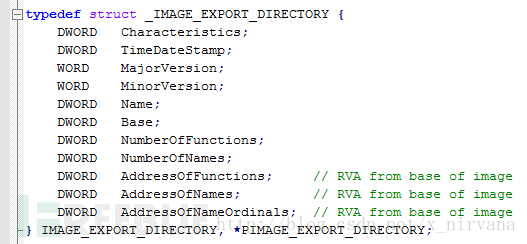 typedef struct _IMAGE_EXPORT_DIRECTORY {
    DWORD   Characteristics;
    DWORD   TimeDateStamp;
    WORD    MajorVersion;
    WORD    MinorVersion;
    DWORD   Name;
    DWORD   Base;
    DWORD   NumberOfFunctions;
    DWORD   NumberOfNames;
    DWORD   AddressOfFunctions;     // RVA from base of image
    DWORD   AddressOfNames;         // RVA from base of image
    DWORD   AddressOfNameOrdinals;  // RVA from base of image
} IMAGE_EXPORT_DIRECTORY, *PIMAGE_EXPORT_DIRECTORY;